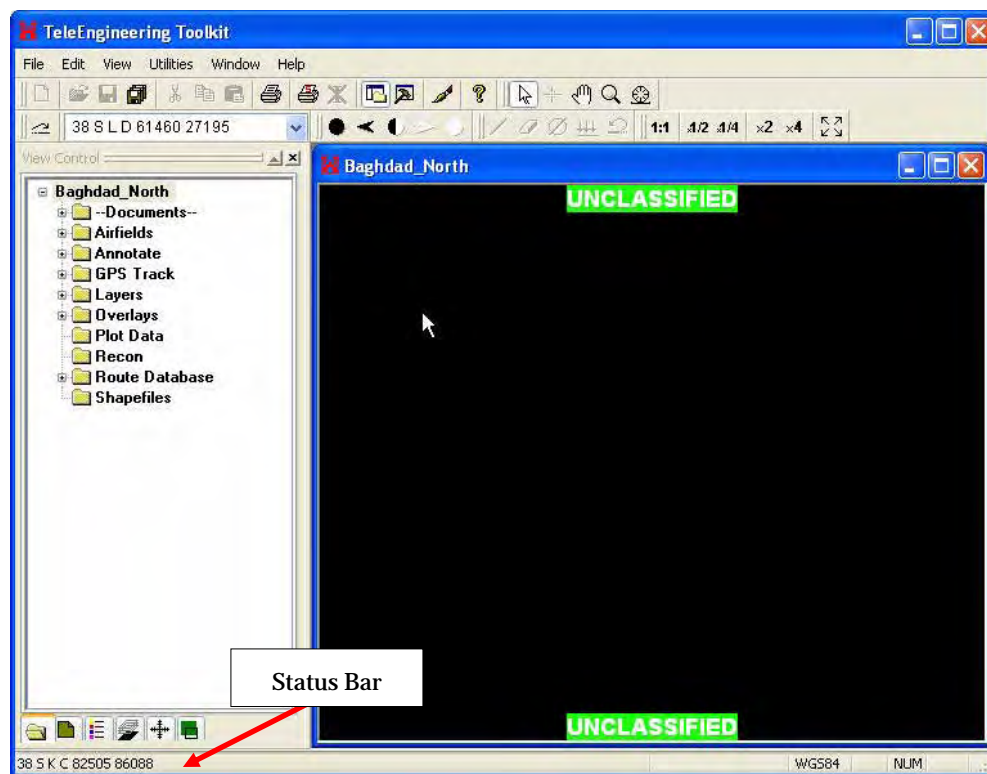 TeleEngineering Toolkit
File Edit View Utilities Window Help
38 S L D 61460 27195
1:1 .1/2 .1/4 x2 x4
View Control
Baghdad_North
Baghdad_North
UNCLASSIFIED
--Documents--
Airfields
Annotate
GPS Track
Layers
Overlays
Plot Data
Recon
Route Database
Shapefiles
Status Bar
UNCLASSIFIED
38 S K C 82505 86088
WGS84
NUM